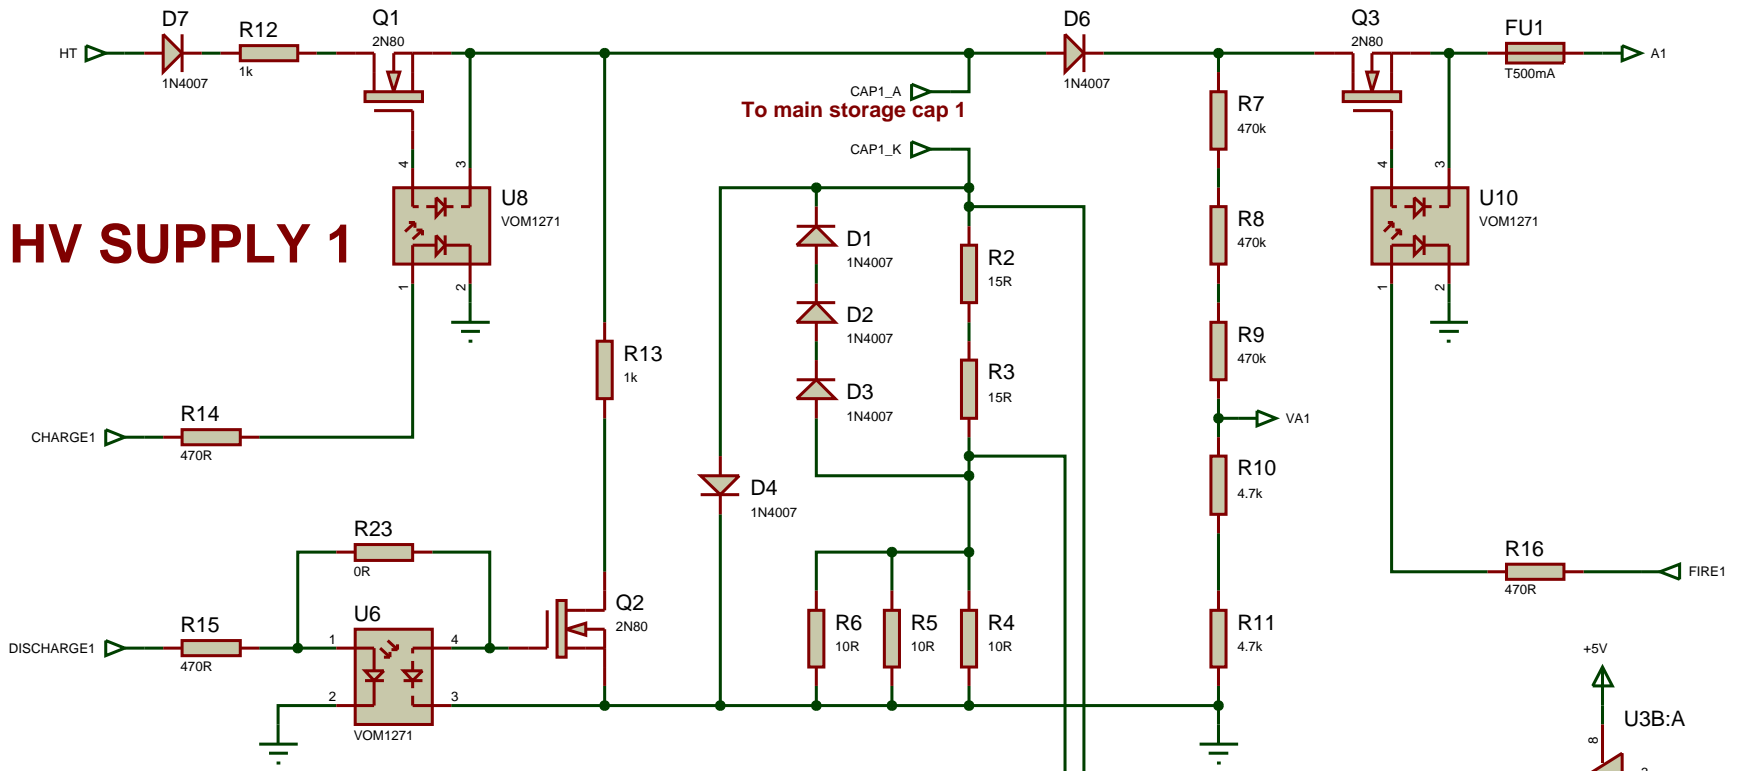 D7
Q1
D6
Q3
R12
2N80
2N80
FU1
HT
A1
1k
1N4007
1N4007
T500mA
CAP1_A
To main storage cap 1
R7
470k
CAP1_K
4
3
4
3
U8
VOM1271
U10
VOM1271
HV SUPPLY 1
D1
1N4007
R2
15R
R8
470k
1
2
1
2
D2
1N4007
R9
470k
R13
1k
D3
1N4007
R3
15R
R14
CHARGE1
470R
VA1
D4
1N4007
R10
4.7k
R23
0R
R16
FIRE1
470R
U6
Q2
2N80
R15
DISCHARGE1
470R
1
4
2
3
VOM1271
R6
10R
R5
10R
R4
10R
R11
4.7k
+5V
U3B:A
8